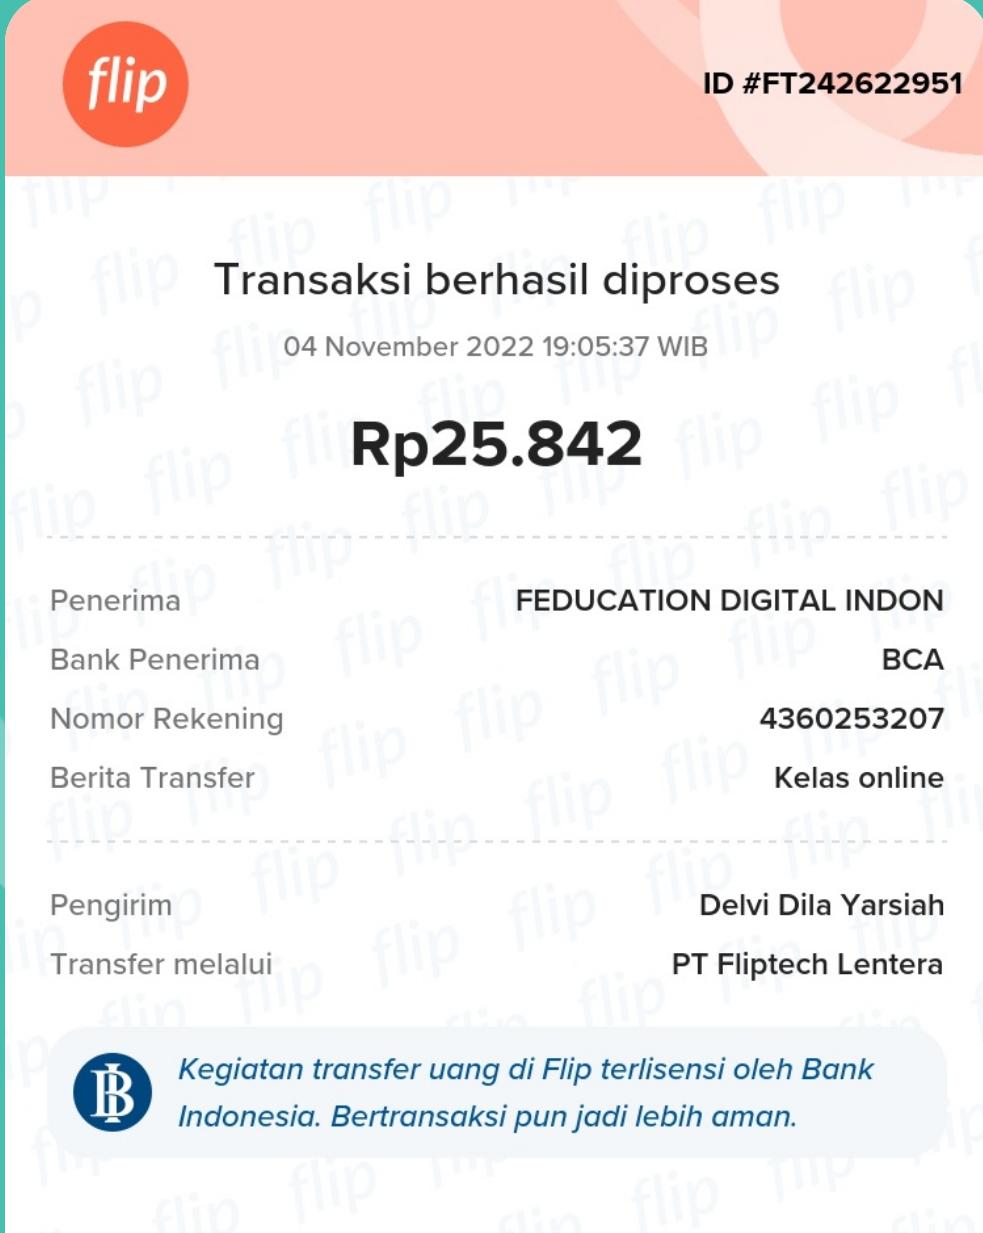 flip
ID #FT242622951
Transaksi berhasil diproses
04 November 2022 19:05:37 WIB
Rp25.842
Penerima FEDUCATION DIGITAL INDON
Bank Penerima BCA
Nomor Rekening 4360253207
Berita Transfer Kelas online
Pengirim Delvi Dila Yarsiah
Transfer melalui PT Fliptech Lentera
Kegiatan transfer uang di Flip terlisensi oleh Bank
Indonesia. Bertransaksi pun jadi lebih aman.